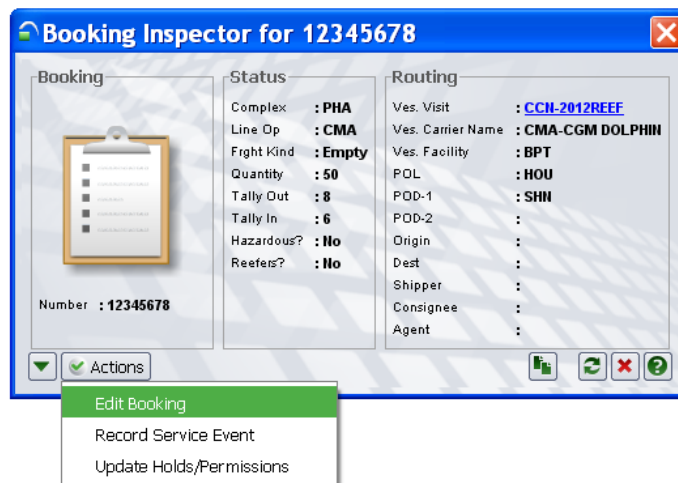 Booking Inspector for 12345678
Booking
Number : 12345678
Status
Complex : PHA
Line Op : CMA
Frght Kind : Empty
Quantity : 50
Tally Out : 8
Tally In : 6
Hazardous? : No
Reefers? : No
Routing
Ves. Visit : CCN-2012REEF
Ves. Carrier Name : CMA-CGM DOLPHIN
Ves. Facility : BPT
POL : HOU
POD-1 : SHN
POD-2 :
Origin :
Dest :
Shipper :
Consignee :
Agent :
Actions
Edit Booking
Record Service Event
Update Holds/Permissions